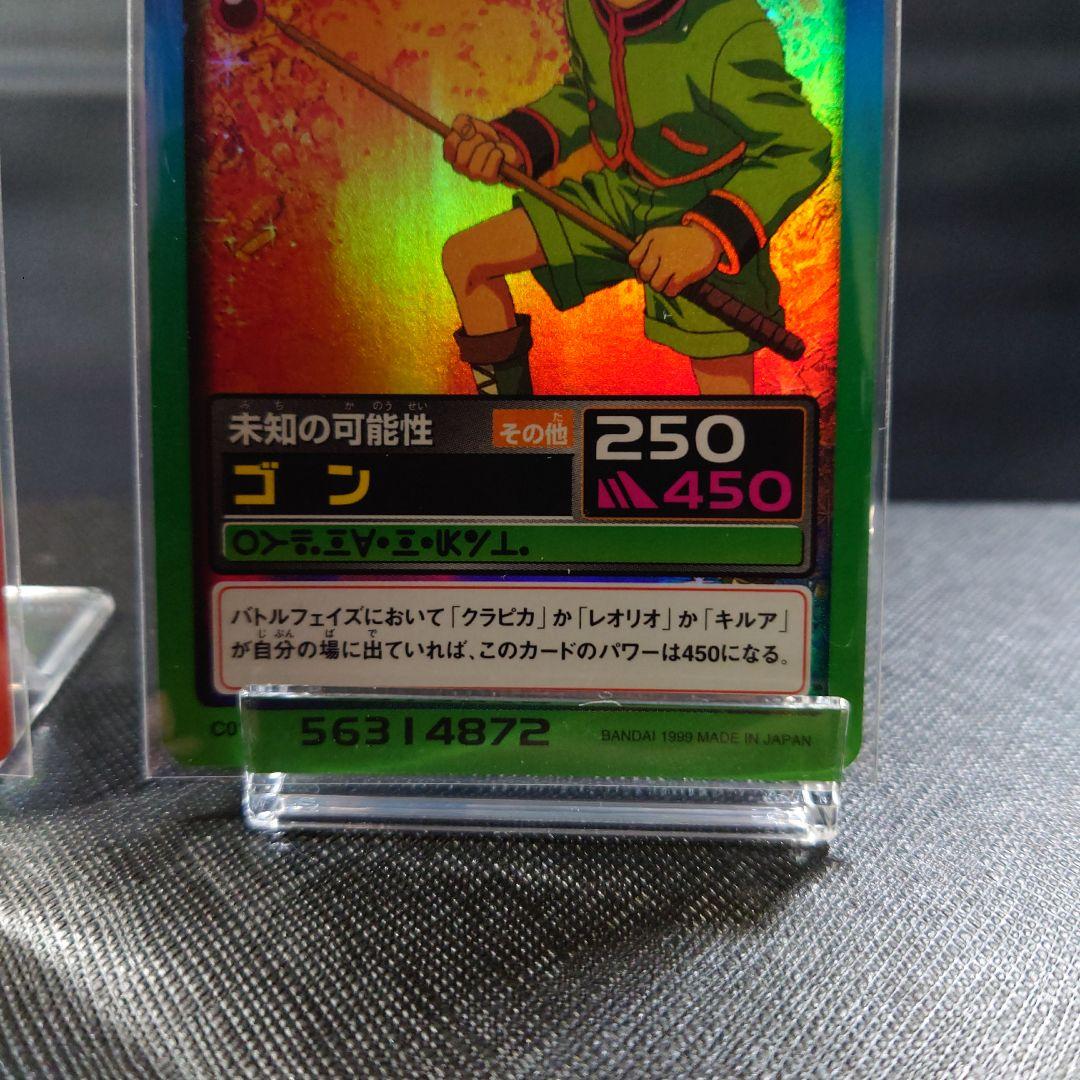 未知の可能性 その他
250
450
ゴン
バトルフェイズにおいて「クラピカ」か「レオリオ」か「キルア」
が自分の場に出ていれば、このカードのパワーは450になる。
56314872 BANDAI 1999 MADE IN JAPAN